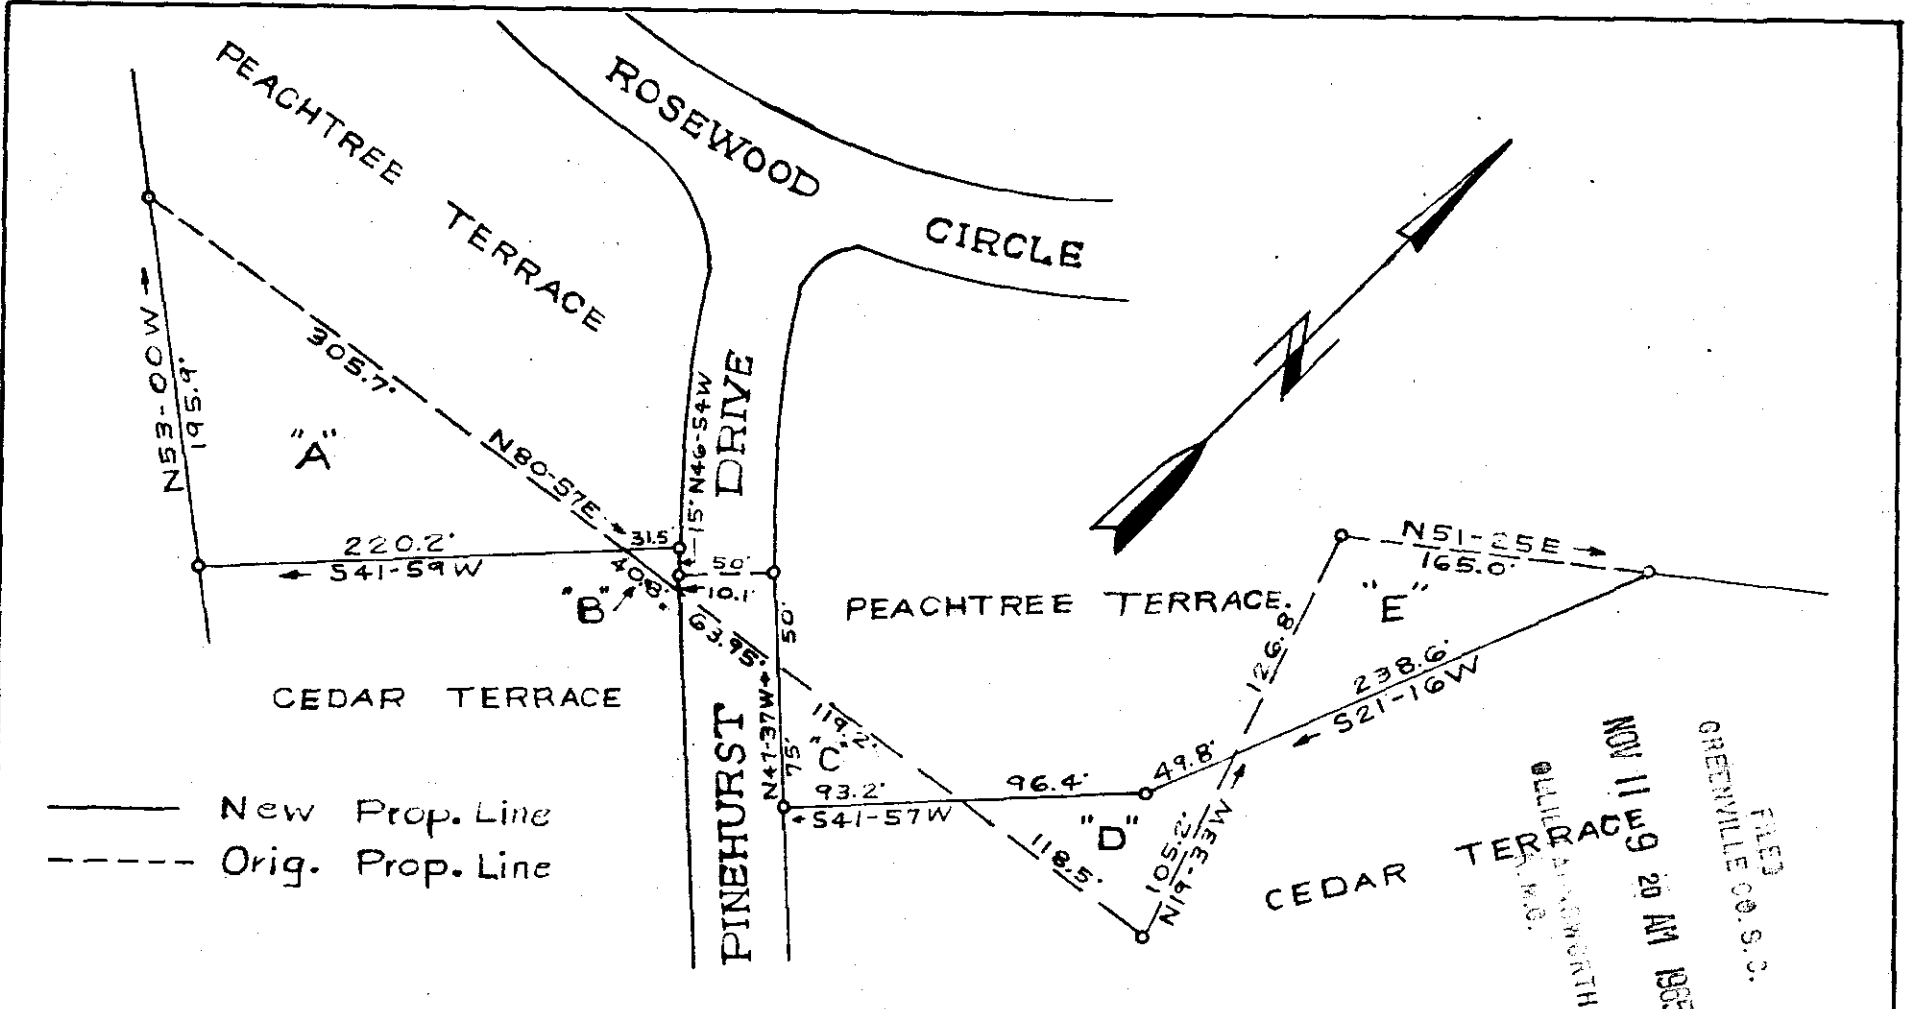 PEACHTREE TERRACE
ROSEWOOD CIRCLE
N53-00W
195.9'
305.7'
N80-57E
"A"
220.2'
S41-59W
31.5'
15'
N46-54W
PINEHURST DRIVE
50'
10.1'
40.8'
"B"
63.95'
50'
N
PEACHTREE TERRACE.
N51-25E
165.0'
"E"
126.8'
238.6'
S21-16W
CEDAR TERRACE
N47-37W
75'
119.2'
"C"
93.2'
S41-57W
96.4'
49.8'
"D"
118.5'
105.2'
N19-33W
CEDAR TERRACE
New Prop. Line
Orig. Prop. Line
FILED
GREENVILLE CO. S.C.
NOV 11 9 20 AM 1965
R.M.C.